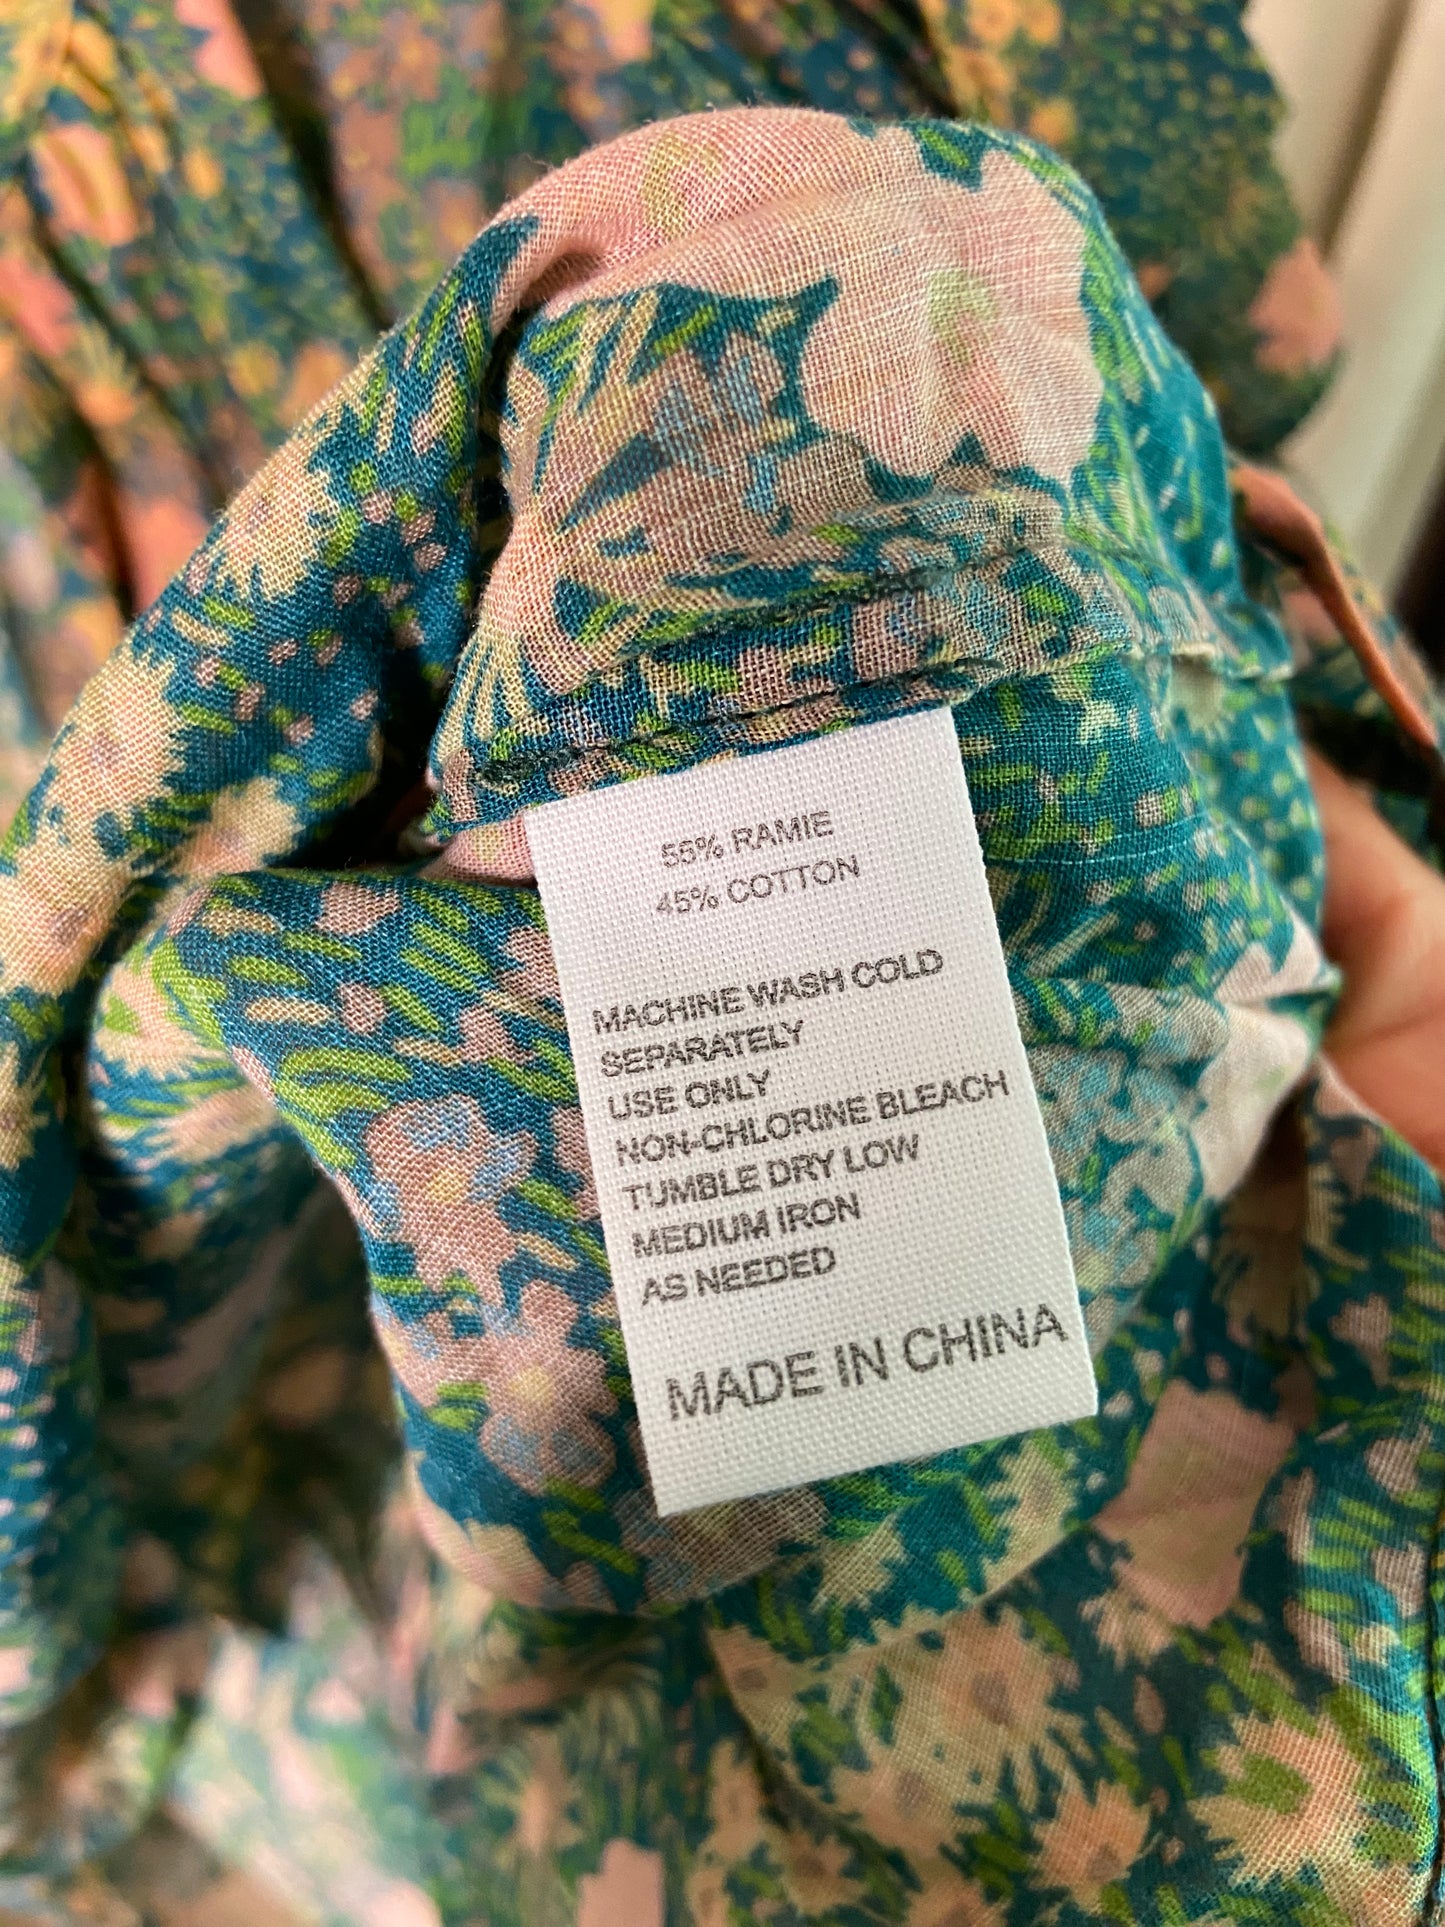 55% RAMIE
45% COTTON
MACHINE WASH COLD
SEPARATELY
USE ONLY
NON-CHLORINE BLEACH
TUMBLE DRY LOW
MEDIUM IRON
AS NEEDED
MADE IN CHINA